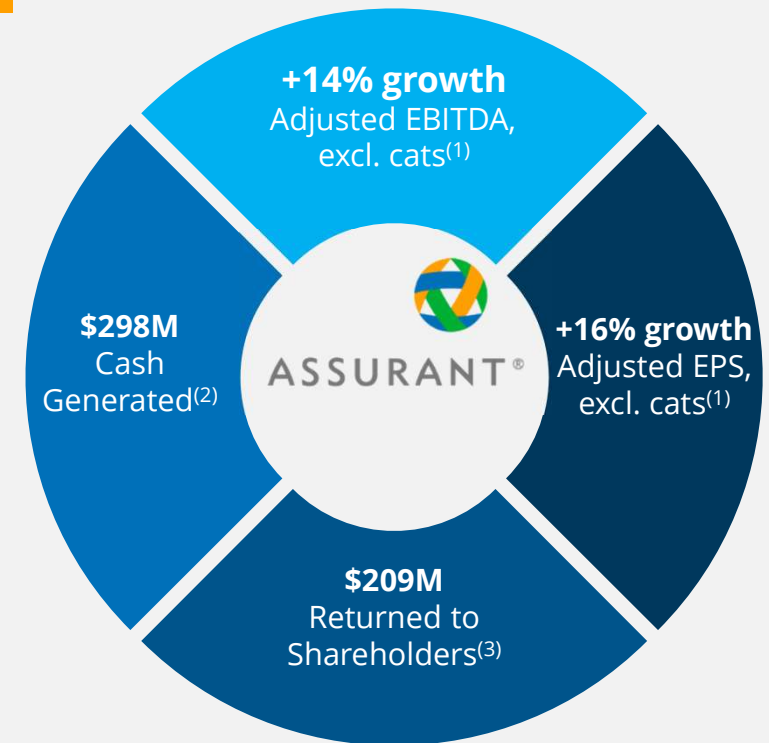 +14% growth
Adjusted EBITDA,
excl. cats(1)
$298M
Cash
Generated(2)
ASSURANT®
+16% growth
Adjusted EPS,
excl. cats(1)
$209M
Returned to
Shareholders(3)